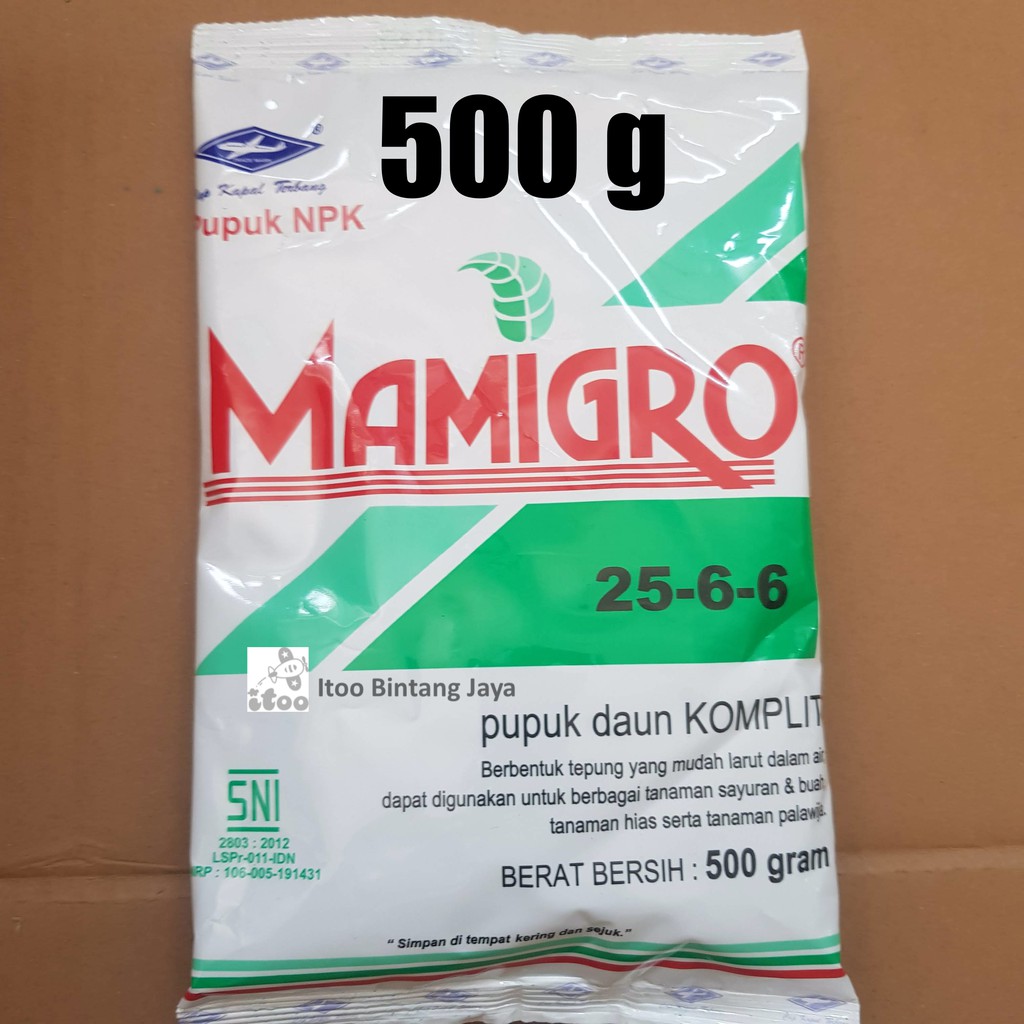 500 g
®
Kapal Terbang
Pupuk NPK
MAMIGRO®
25-6-6
itoo
Itoo Bintang Jaya
pupuk daun KOMPLIT
Berbentuk tepung yang mudah larut dalam air
dapat digunakan untuk berbagai tanaman sayuran & buah,
tanaman hias serta tanaman palawija.
SNI
2803 : 2012
LSPr-011-IDN
NRP : 106-005-191431
BERAT BERSIH : 500 gram
“ Simpan di tempat kering dan sejuk.”